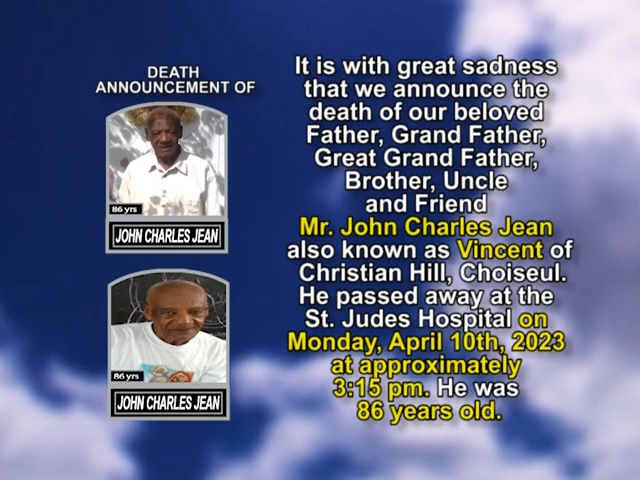 DEATH
ANNOUNCEMENT OF
86 yrs
JOHN CHARLES JEAN
86 yrs
JOHN CHARLES JEAN
It is with great sadness
that we announce the
death of our beloved
Father, Grand Father,
Great Grand Father,
Brother, Uncle
and Friend
Mr. John Charles Jean
also known as Vincent of
Christian Hill, Choiseul.
He passed away at the
St. Judes Hospital on
Monday, April 10th, 2023
at approximately
3:15 pm. He was
86 years old.